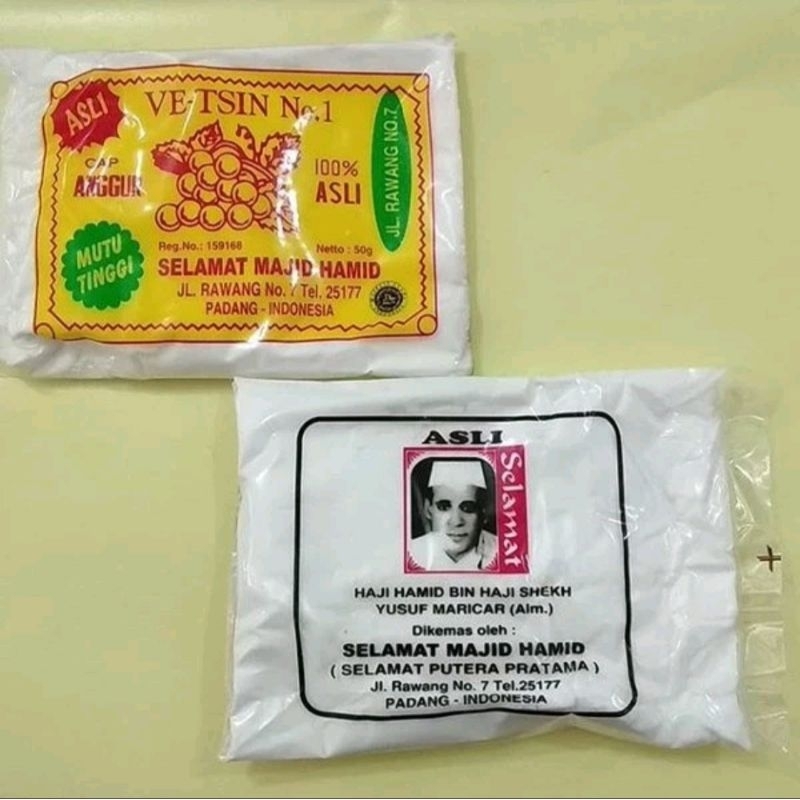 ASLI
VE-TSIN No.1
CAP
ANGGUR
100%
ASLI
JL. RAWANG NO.7
MUTU
TINGGI
Reg.No.: 159168
Netto : 50g
SELAMAT MAJID HAMID
JL. RAWANG No. 7 Tel. 25177
PADANG - INDONESIA
ASLI
Selamat
HAJI HAMID BIN HAJI SHEKH
YUSUF MARICAR (Alm.)
Dikemas oleh :
SELAMAT MAJID HAMID
( SELAMAT PUTERA PRATAMA )
Jl. Rawang No. 7 Tel.25177
PADANG - INDONESIA